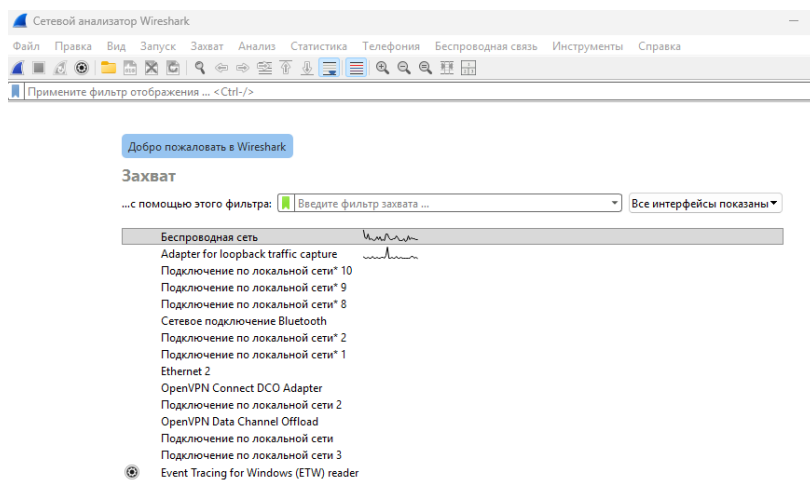 Сетевой анализатор Wireshark
Файл Правка Вид Запуск Захват Анализ Статистика Телефония Беспроводная связь Инструменты Справка
Примените фильтр отображения ... <Ctrl-/>
Добро пожаловать в Wireshark
Захват
...с помощью этого фильтра: Введите фильтр захвата ... Все интерфейсы показаны
Беспроводная сеть
Adapter for loopback traffic capture
Подключение по локальной сети* 10
Подключение по локальной сети* 9
Подключение по локальной сети* 8
Сетевое подключение Bluetooth
Подключение по локальной сети* 2
Подключение по локальной сети* 1
Ethernet 2
OpenVPN Connect DCO Adapter
Подключение по локальной сети 2
OpenVPN Data Channel Offload
Подключение по локальной сети
Подключение по локальной сети 3
Event Tracing for Windows (ETW) reader